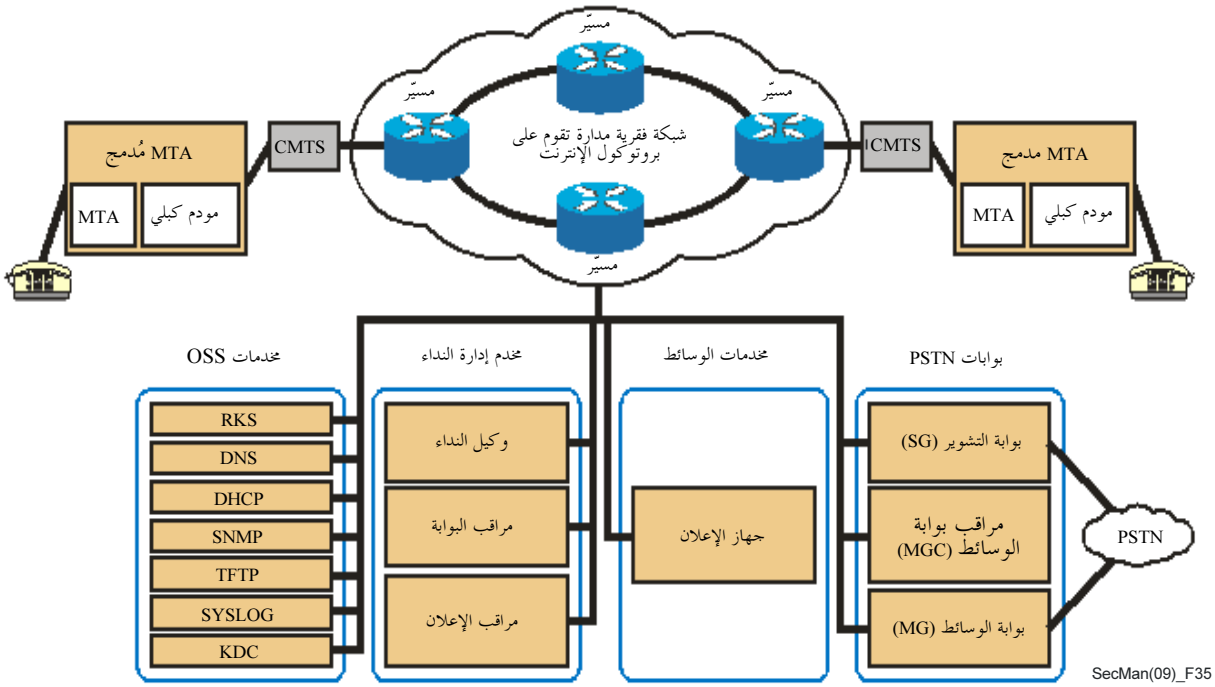 مسيّر
مسيّر
مسيّر
شبكة فقرية مدارة تقوم على
بروتوكول الإنترنت
مسيّر
CMTS
MTA مُدمج
MTA
مودم كبلي
CMTS
MTA مدمج
MTA
مودم كبلي
مخدمات OSS
مخدم إدارة النداء
مخدمات الوسائط
بوابات PSTN
RKS
DNS
DHCP
SNMP
TFTP
SYSLOG
KDC
وكيل النداء
مراقب البوابة
مراقب الإعلان
جهاز الإعلان
بوابة التشوير (SG)
مراقب بوابة
الوسائط (MGC)
بوابة الوسائط (MG)
PSTN
SecMan(09)_F35